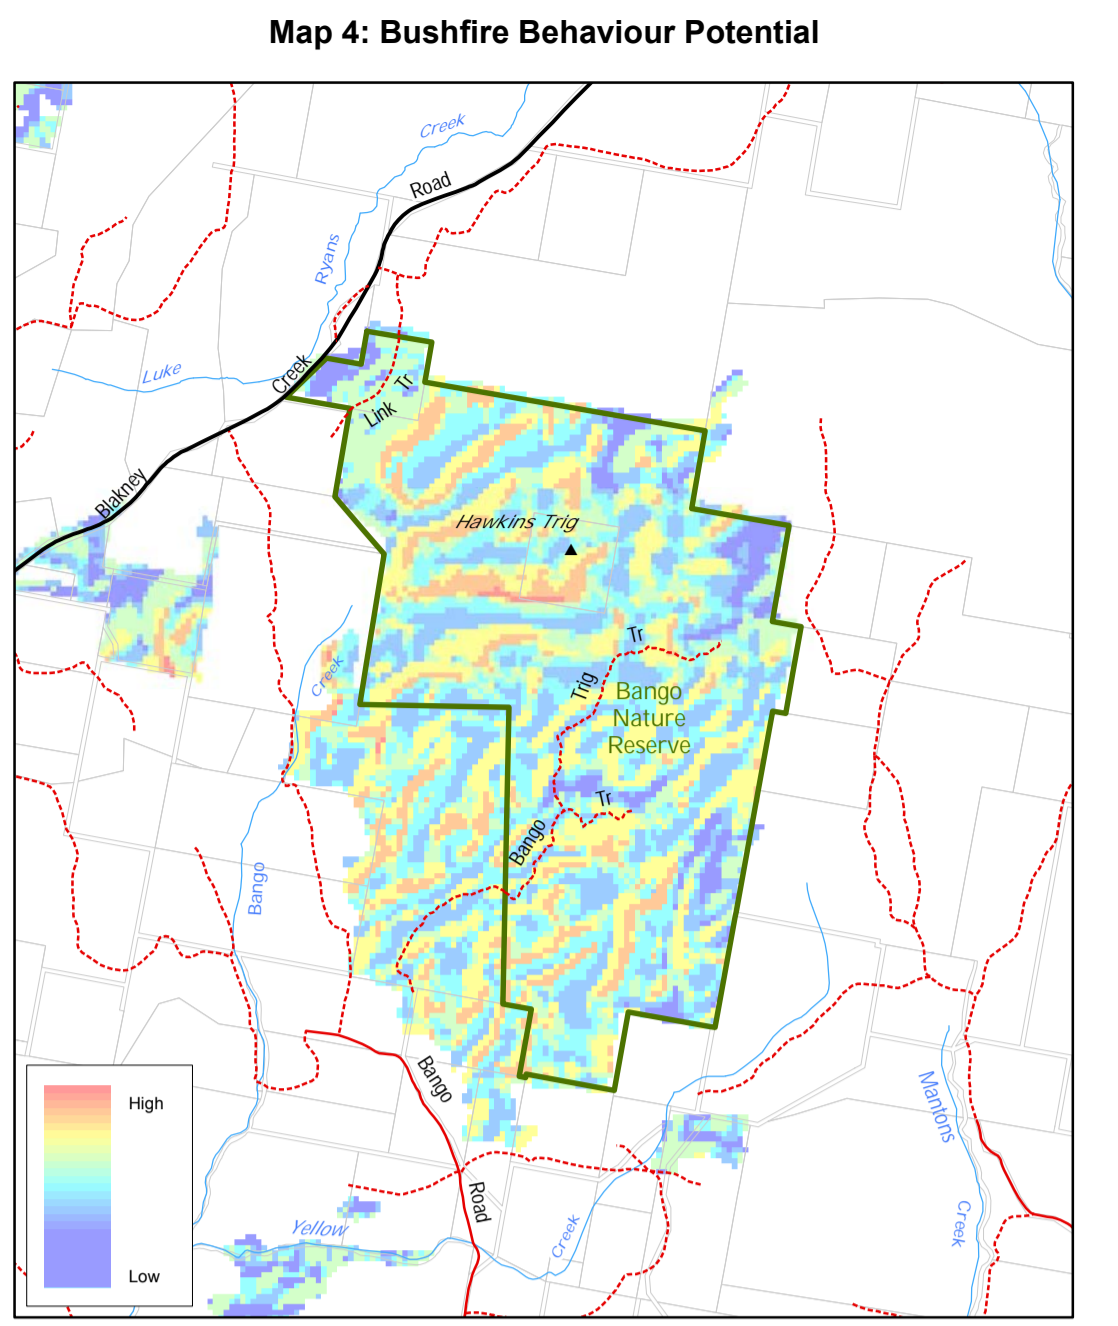 Map 4: Bushfire Behaviour Potential
Creek
Road
Ryans
Luke
Creek
Tr
Link
Blakney
Hawkins Trig
Tr
Creek
Trig
Bango
Nature
Reserve
Tr
Bango
Bango
Bango
Mantons
High
Low
Road
Yellow
Creek
Creek